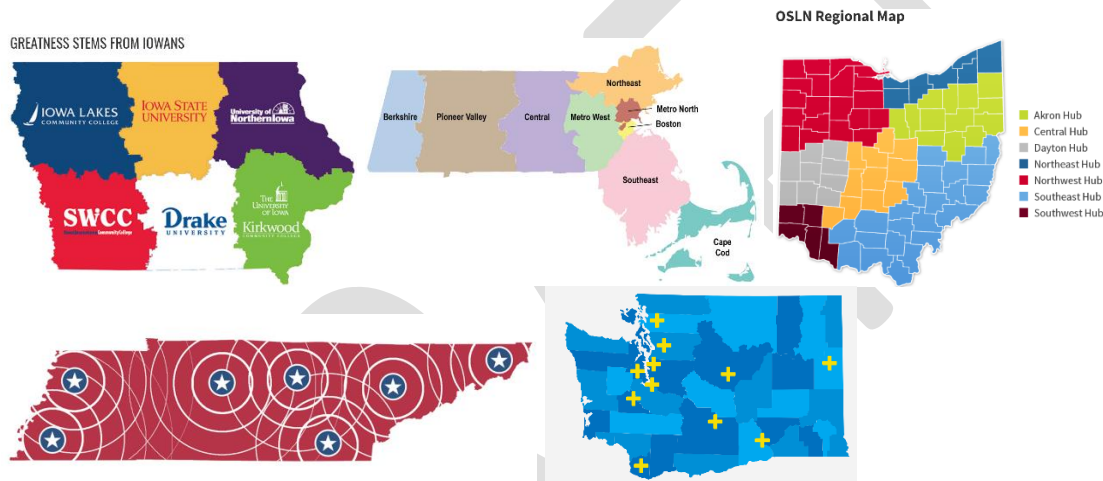 GREATNESS STEMS FROM IOWANS
IOWA LAKES
COMMUNITY COLLEGE
IOWA STATE
UNIVERSITY
University of
Northern Iowa
SWCC
Community College
Drake
UNIVERSITY
THE
UNIVERSITY
OF IOWA
Kirkwood
COMMUNITY COLLEGE
Berkshire
Pioneer Valley
Central
Metro West
Northeast
Metro North
Boston
Southeast
Cape
Cod
OSLN Regional Map
Akron Hub
Central Hub
Dayton Hub
Northeast Hub
Northwest Hub
Southeast Hub
Southwest Hub